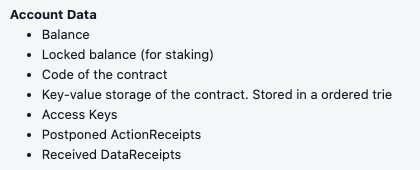 Account Data
• Balance
• Locked balance (for staking)
• Code of the contract
• Key-value storage of the contract. Stored in a ordered trie
• Access Keys
• Postponed ActionReceipts
• Received DataReceipts